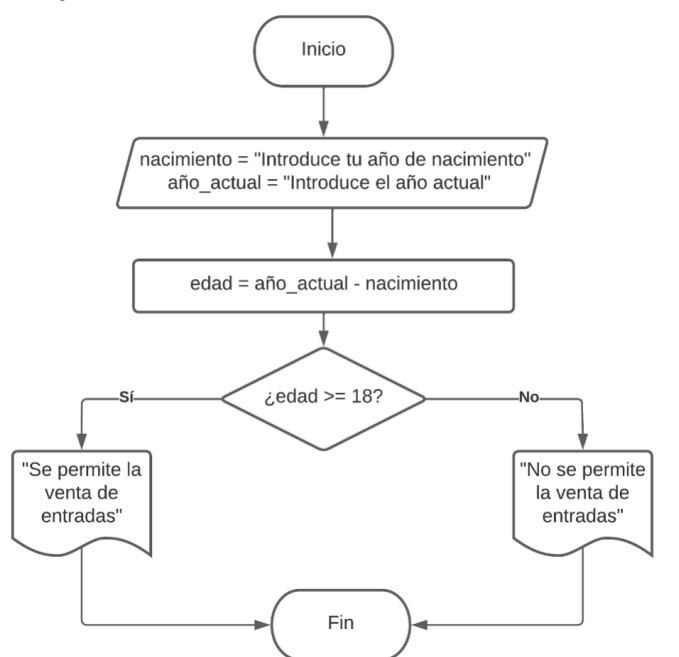 Inicio
nacimiento = "Introduce tu año de nacimiento"
año_actual = "Introduce el año actual"
edad = año_actual - nacimiento
¿edad >= 18?
Sí
No
"Se permite la
venta de
entradas"
"No se permite
la venta de
entradas"
Fin